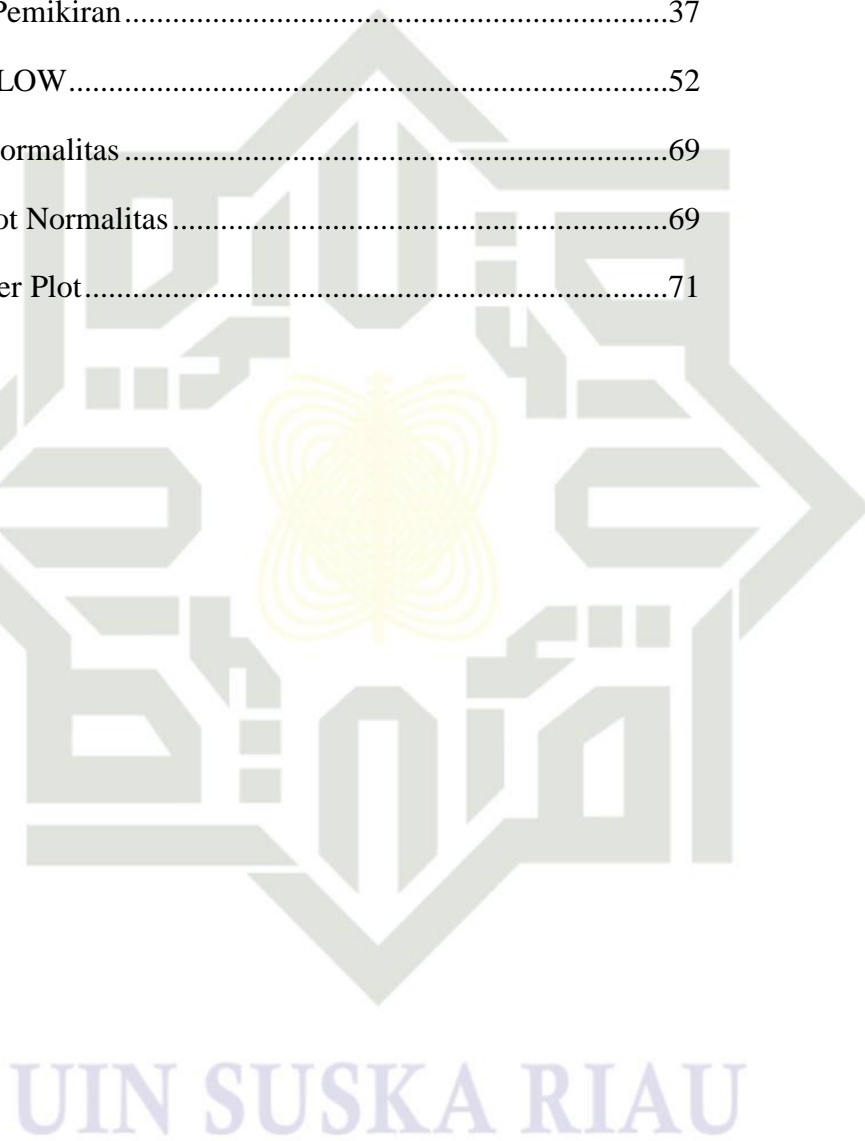 Pemikiran....................................................................37
LOW...........................................................................52
ormalitas....................................................................69
ot Normalitas..............................................................69
er Plot.........................................................................71
UIN SUSKA RIAU